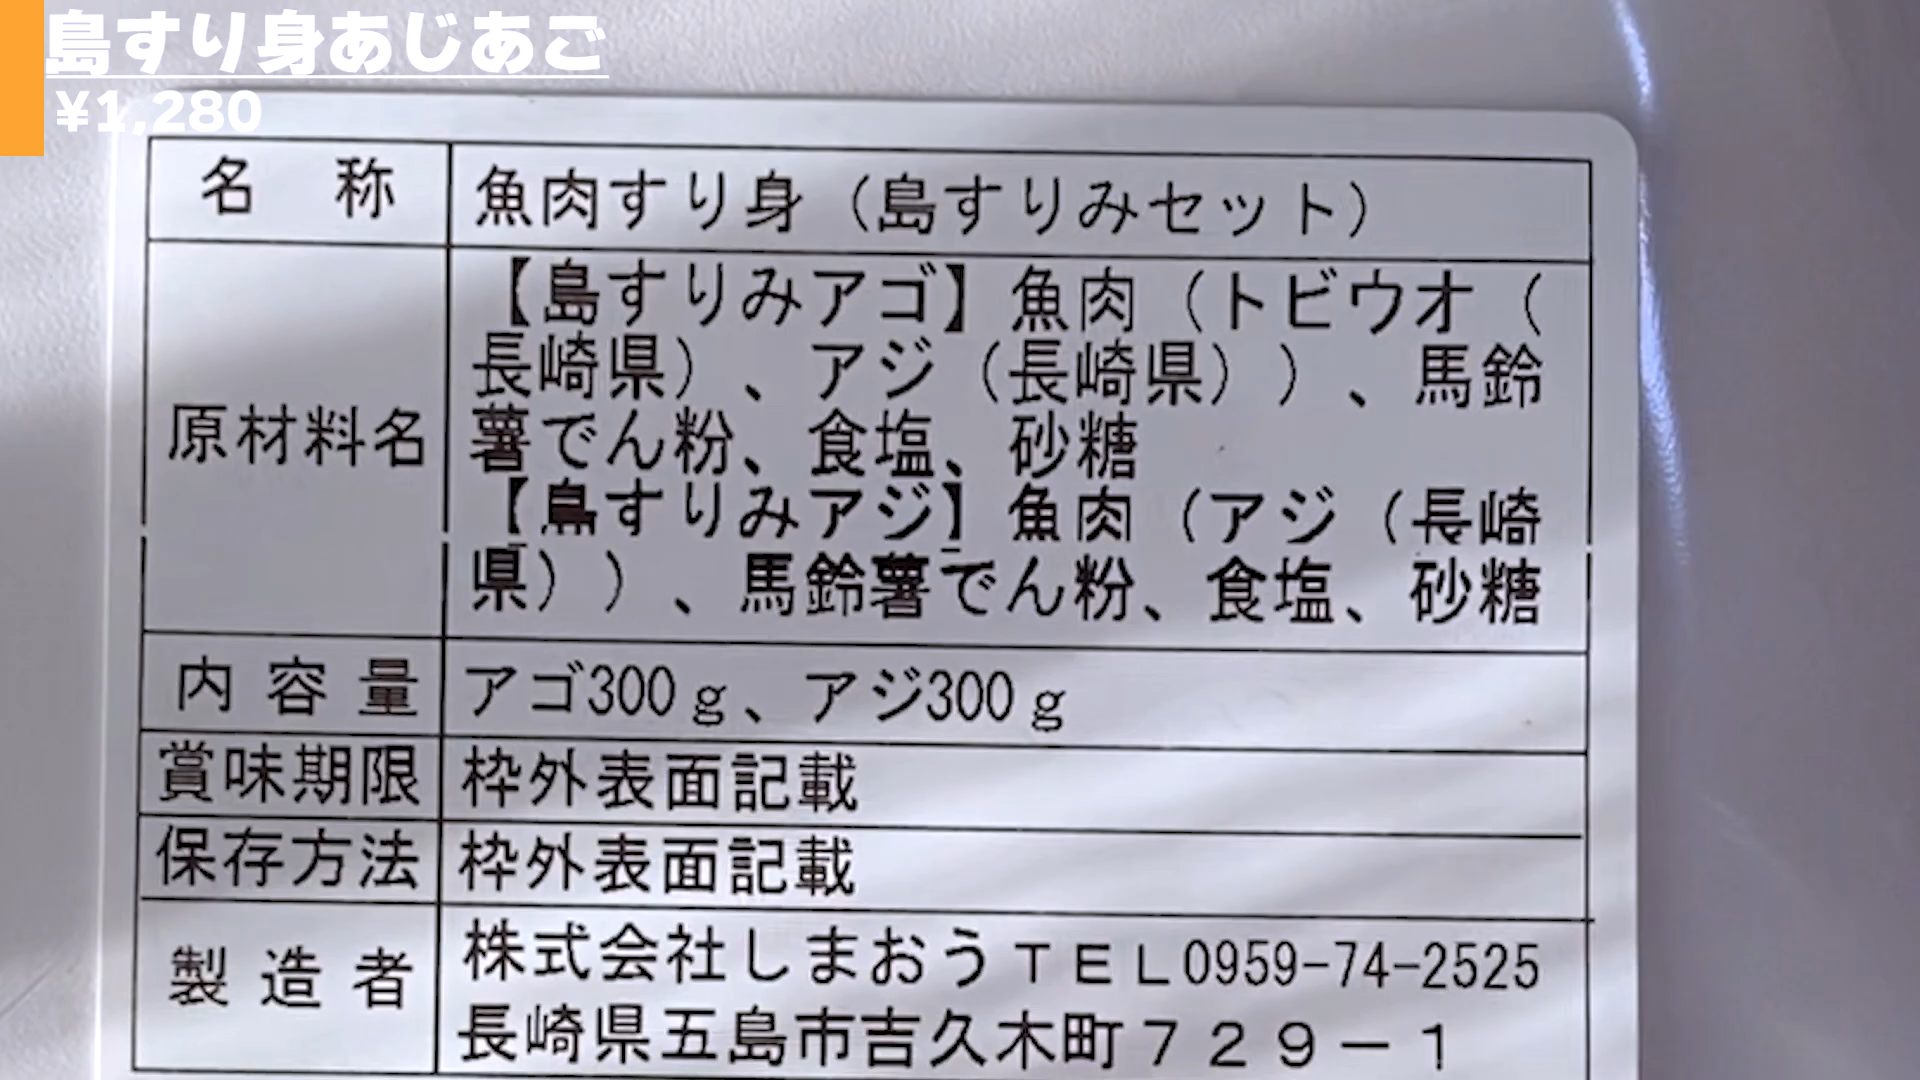 島すり身あじあご
¥1,280
名 称
魚肉すり身（島すりみセット）
原材料名
【島すりみアゴ】魚肉（トビウオ（
長崎県）、アジ（長崎県））、馬鈴
薯でん粉、食塩、砂糖
【島すりみアジ】魚肉（アジ（長崎
県））、馬鈴薯でん粉、食塩、砂糖
内容量
アゴ300g、アジ300g
賞味期限
枠外表面記載
保存方法
枠外表面記載
製造者
株式会社しまおうＴＥＬ0959-74-2525
長崎県五島市吉久木町７２９－１